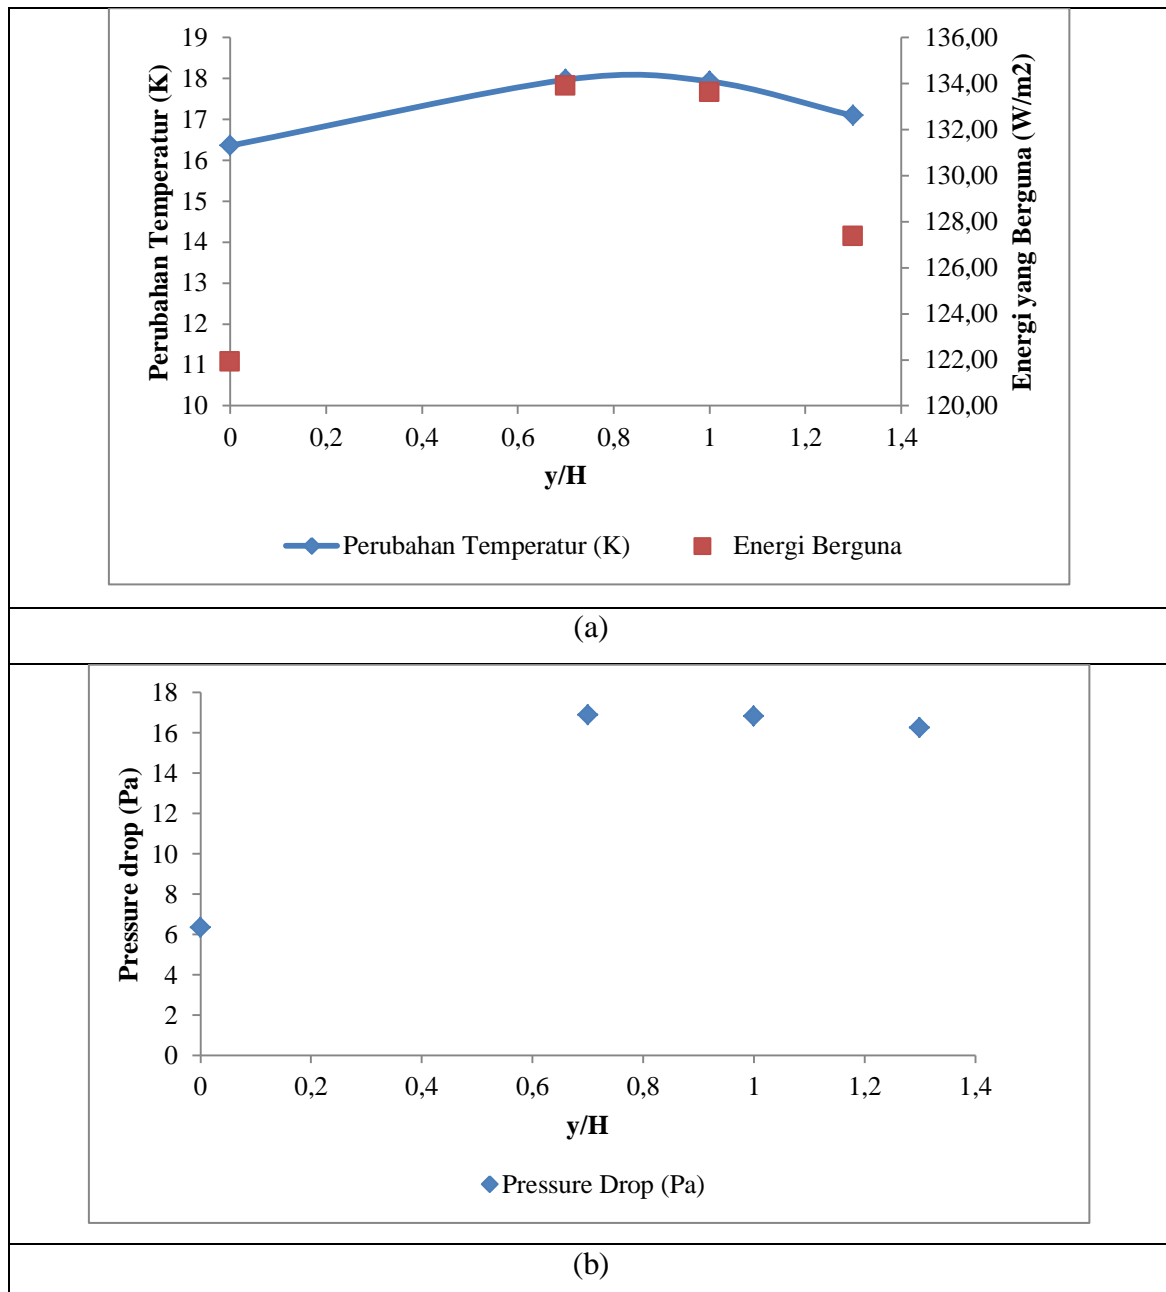 19
18
17
16
15
14
13
12
11
10
Perubahan Temperatur (K)
136,00
134,00
132,00
130,00
128,00
126,00
124,00
122,00
120,00
Energi yang Berguna (W/m2)
0 0,2 0,4 0,6 0,8 1 1,2 1,4
y/H
Perubahan Temperatur (K) Energi Berguna
(a)
18
16
14
12
10
8
6
4
2
0
Pressure drop (Pa)
0 0,2 0,4 0,6 0,8 1 1,2 1,4
y/H
Pressure Drop (Pa)
(b)